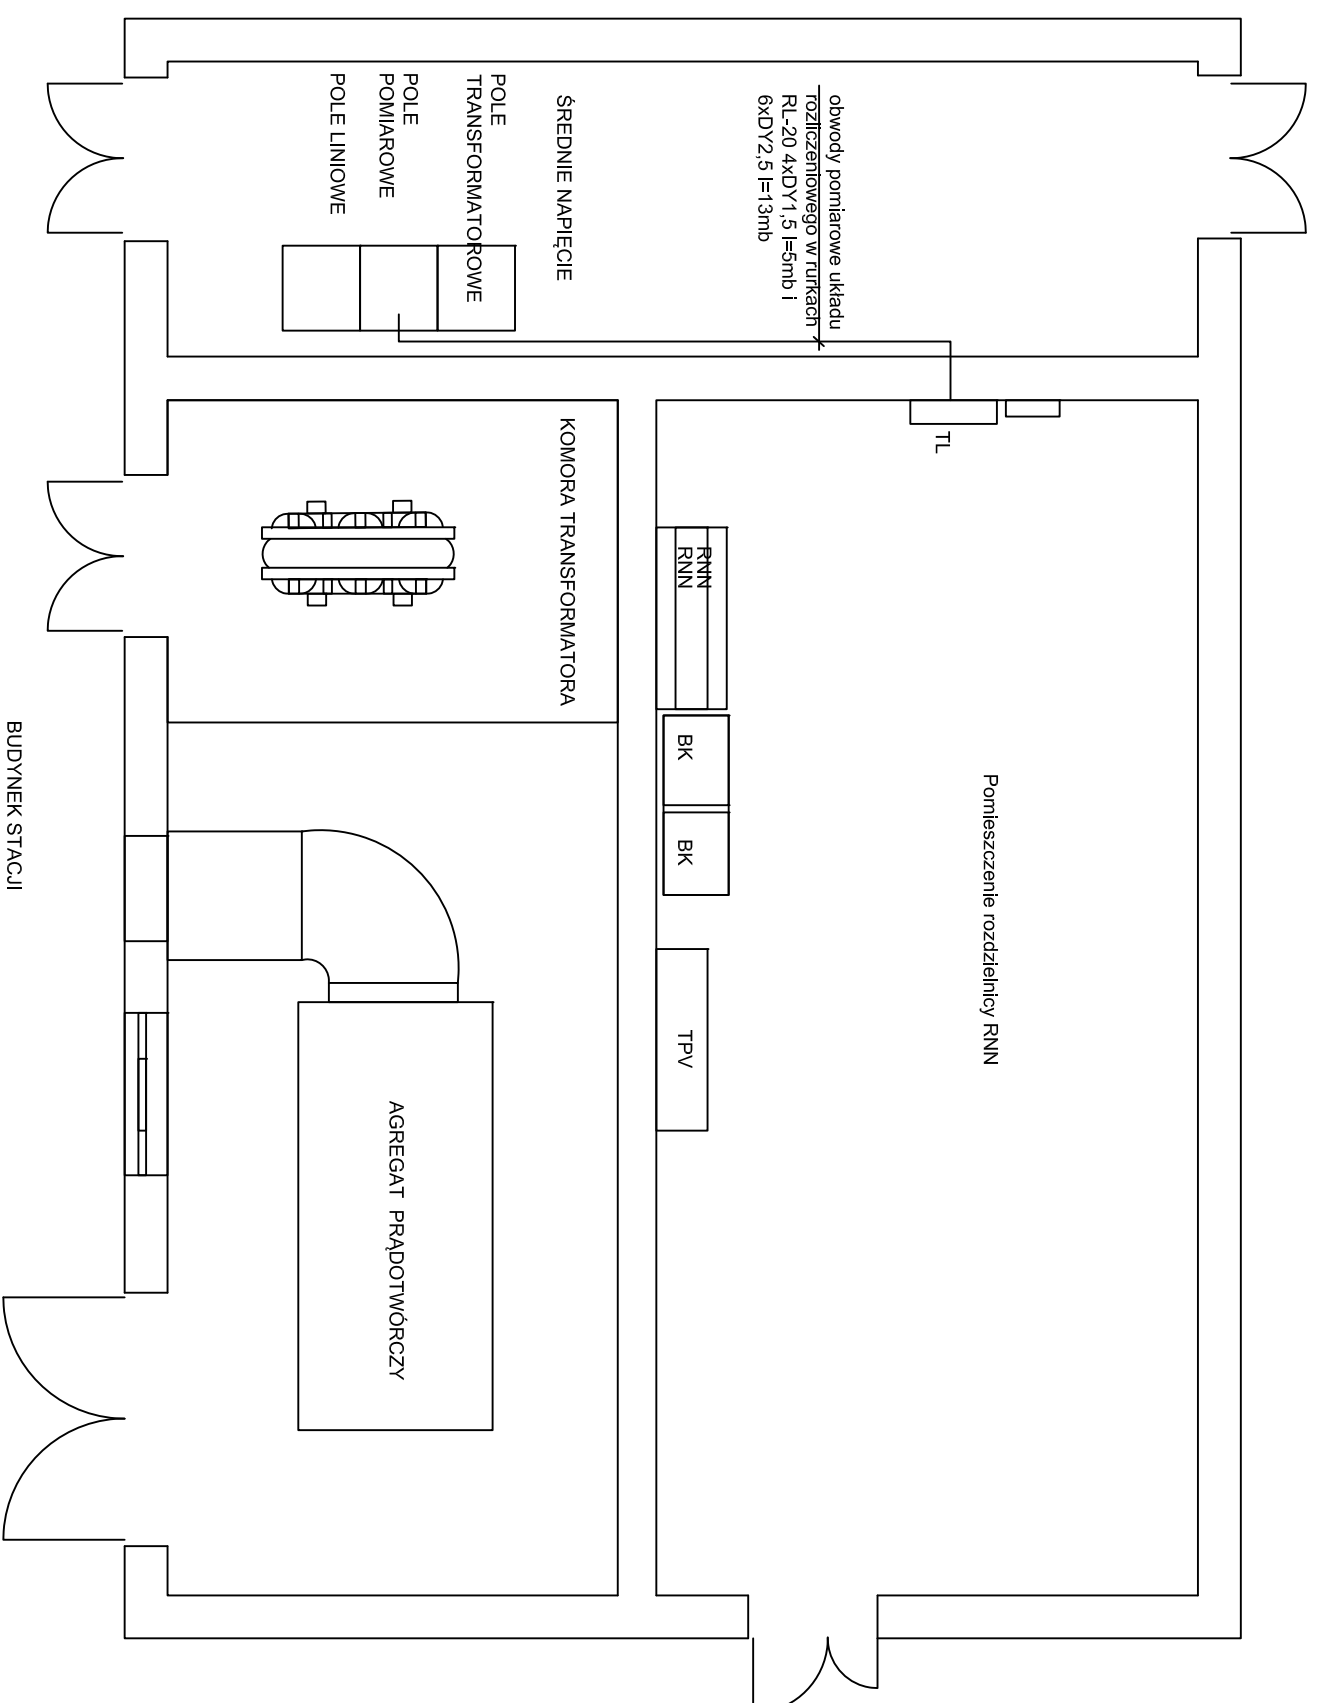 obwody pomiarowe układu
rozliczeniowego w rurkach
RL-20 4xDY1,5 l=5mb i
6xDY2,5 l=13mb
ŚREDNIE NAPIĘCIE
POLE
TRANSFORMATOROWE
POLE
POMIAROWE
POLE LINIOWE
TL
Pomieszczenie rozdzielnicy RNN
RNN
RNN
BK
BK
TPV
KOMORA TRANSFORMATORA
AGREGAT PRĄDOTWÓRCZY
BUDYNEK STACJI